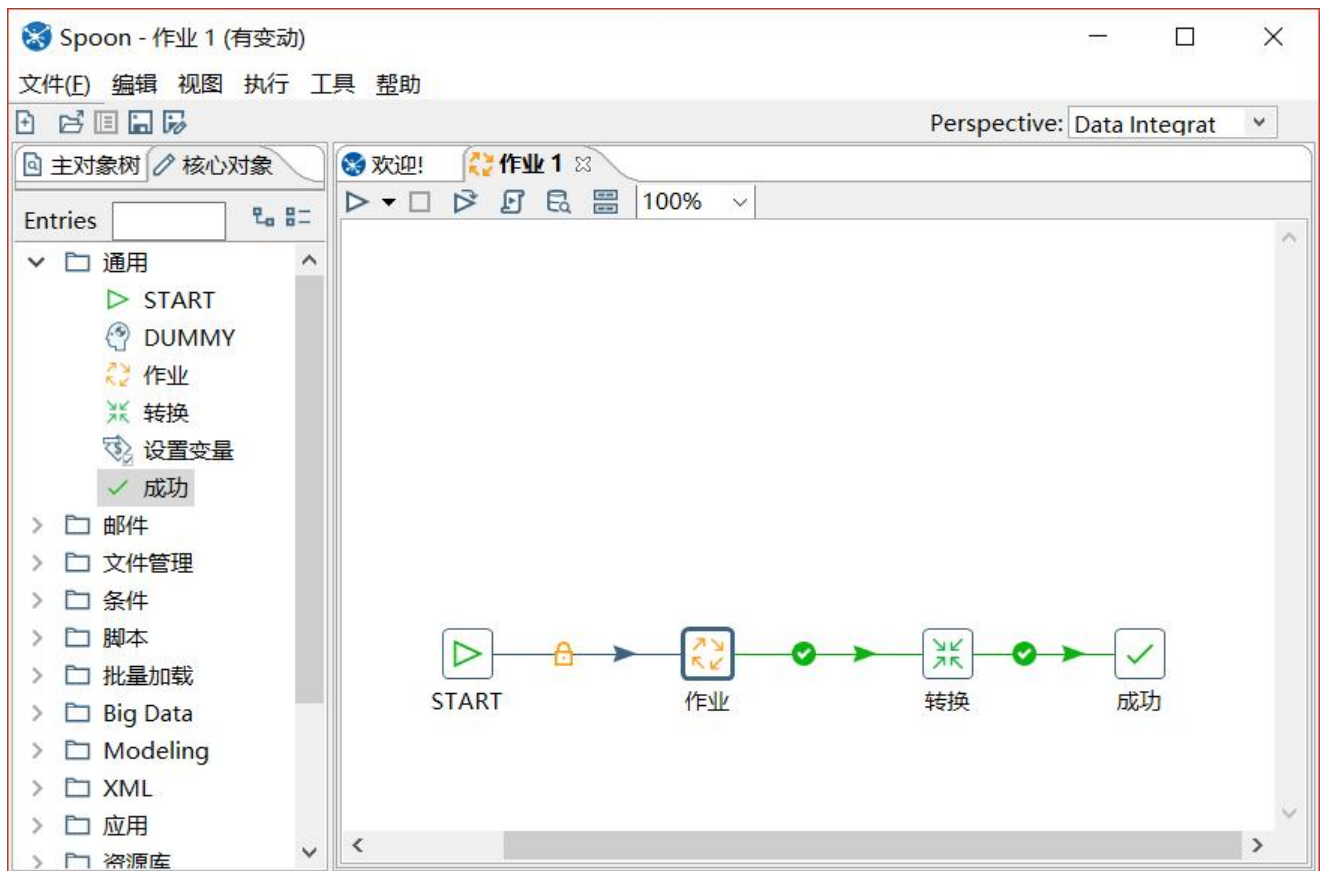 Spoon - 作业 1 (有变动)
文件(F) 编辑 视图 执行 工具 帮助
Perspective: Data Integrat
主对象树 核心对象 欢迎! 作业 1
Entries 100%
通用
START
DUMMY
作业
转换
设置变量
成功
邮件
文件管理
条件
脚本
批量加载
Big Data
Modeling
XML
应用
资源库
START 作业 转换 成功